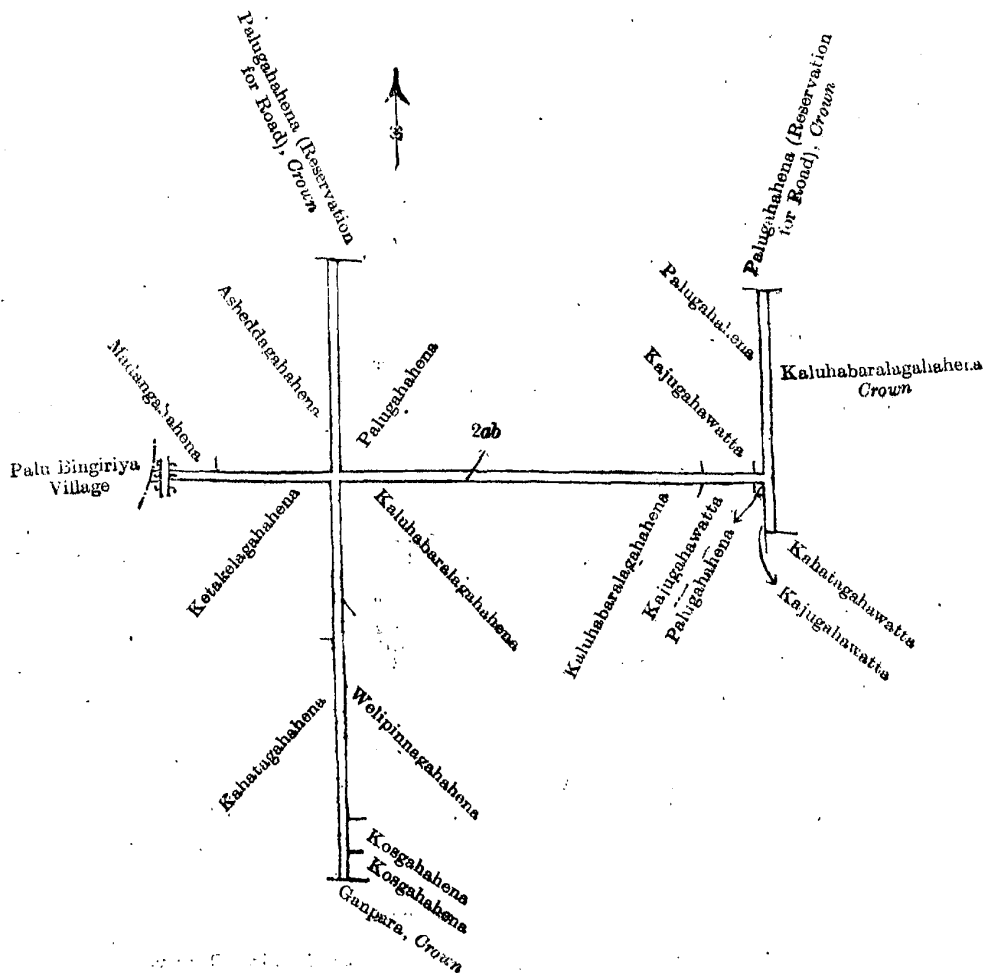 Palugahahena (Reservation
for Road), Crown
Palugahahena (Reservation
for Road), Crown
Asheddagahahena
Palugahahena
Madangahahena
Palugahahena
Kajugahawatta
Kaluhabaralagahahena
Crown
2ab
Palu Bingiriya
Village
Ketakelagahahena
Kaluhabaralagahahena
Kaluhabaralagahahena
Kajugahawatta
Palugahahena
Kahatagahawatta
Kajugahawatta
Kahatagahahena
Welipinnagahahena
Kosgahahena
Kosgahahena
Ganpara, Crown